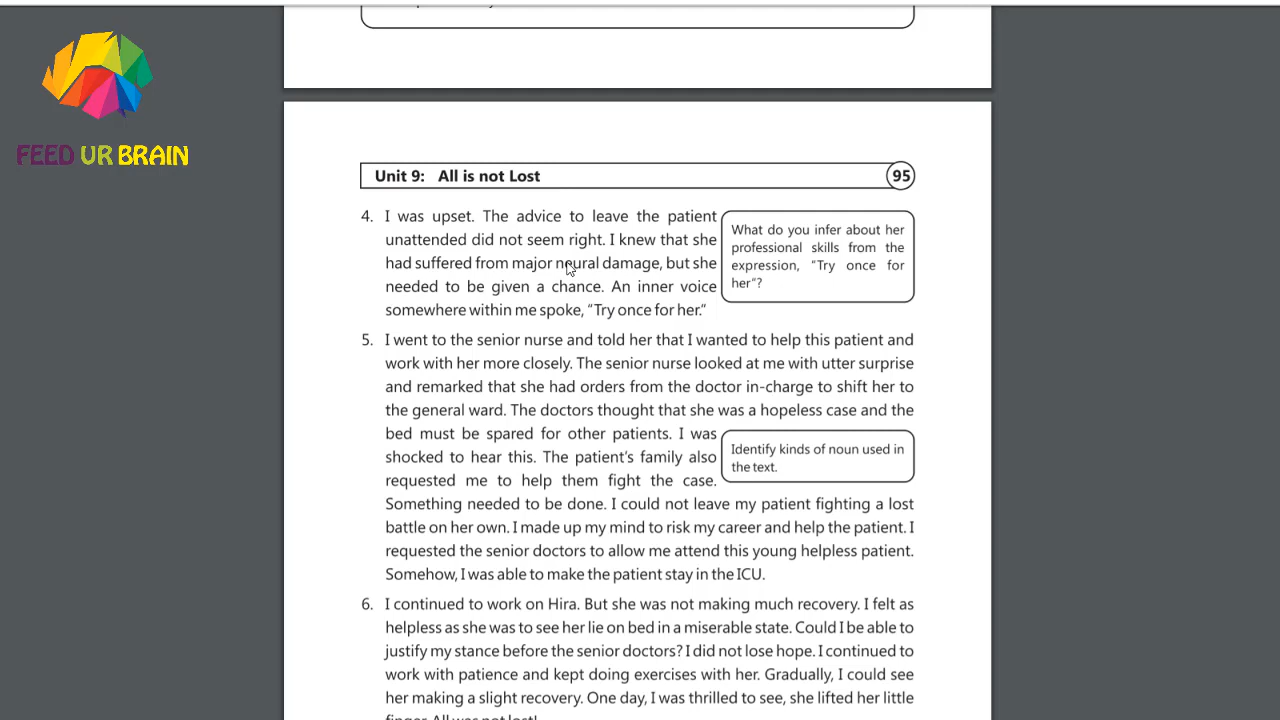 FEED UR BRAIN
Unit 9: All is not Lost
95
4. I was upset. The advice to leave the patient
unattended did not seem right. I knew that she
had suffered from major neural damage, but she
needed to be given a chance. An inner voice
somewhere within me spoke, “Try once for her.”
What do you infer about her
professional skills from the
expression, “Try once for
her”?
5. I went to the senior nurse and told her that I wanted to help this patient and
work with her more closely. The senior nurse looked at me with utter surprise
and remarked that she had orders from the doctor in-charge to shift her to
the general ward. The doctors thought that she was a hopeless case and the
bed must be spared for other patients. I was
shocked to hear this. The patient’s family also
requested me to help them fight the case.
Identify kinds of noun used in
the text.
Something needed to be done. I could not leave my patient fighting a lost
battle on her own. I made up my mind to risk my career and help the patient. I
requested the senior doctors to allow me attend this young helpless patient.
Somehow, I was able to make the patient stay in the ICU.
6. I continued to work on Hira. But she was not making much recovery. I felt as
helpless as she was to see her lie on bed in a miserable state. Could I be able to
justify my stance before the senior doctors? I did not lose hope. I continued to
work with patience and kept doing exercises with her. Gradually, I could see
her making a slight recovery. One day, I was thrilled to see, she lifted her little
finger. All was not lost!